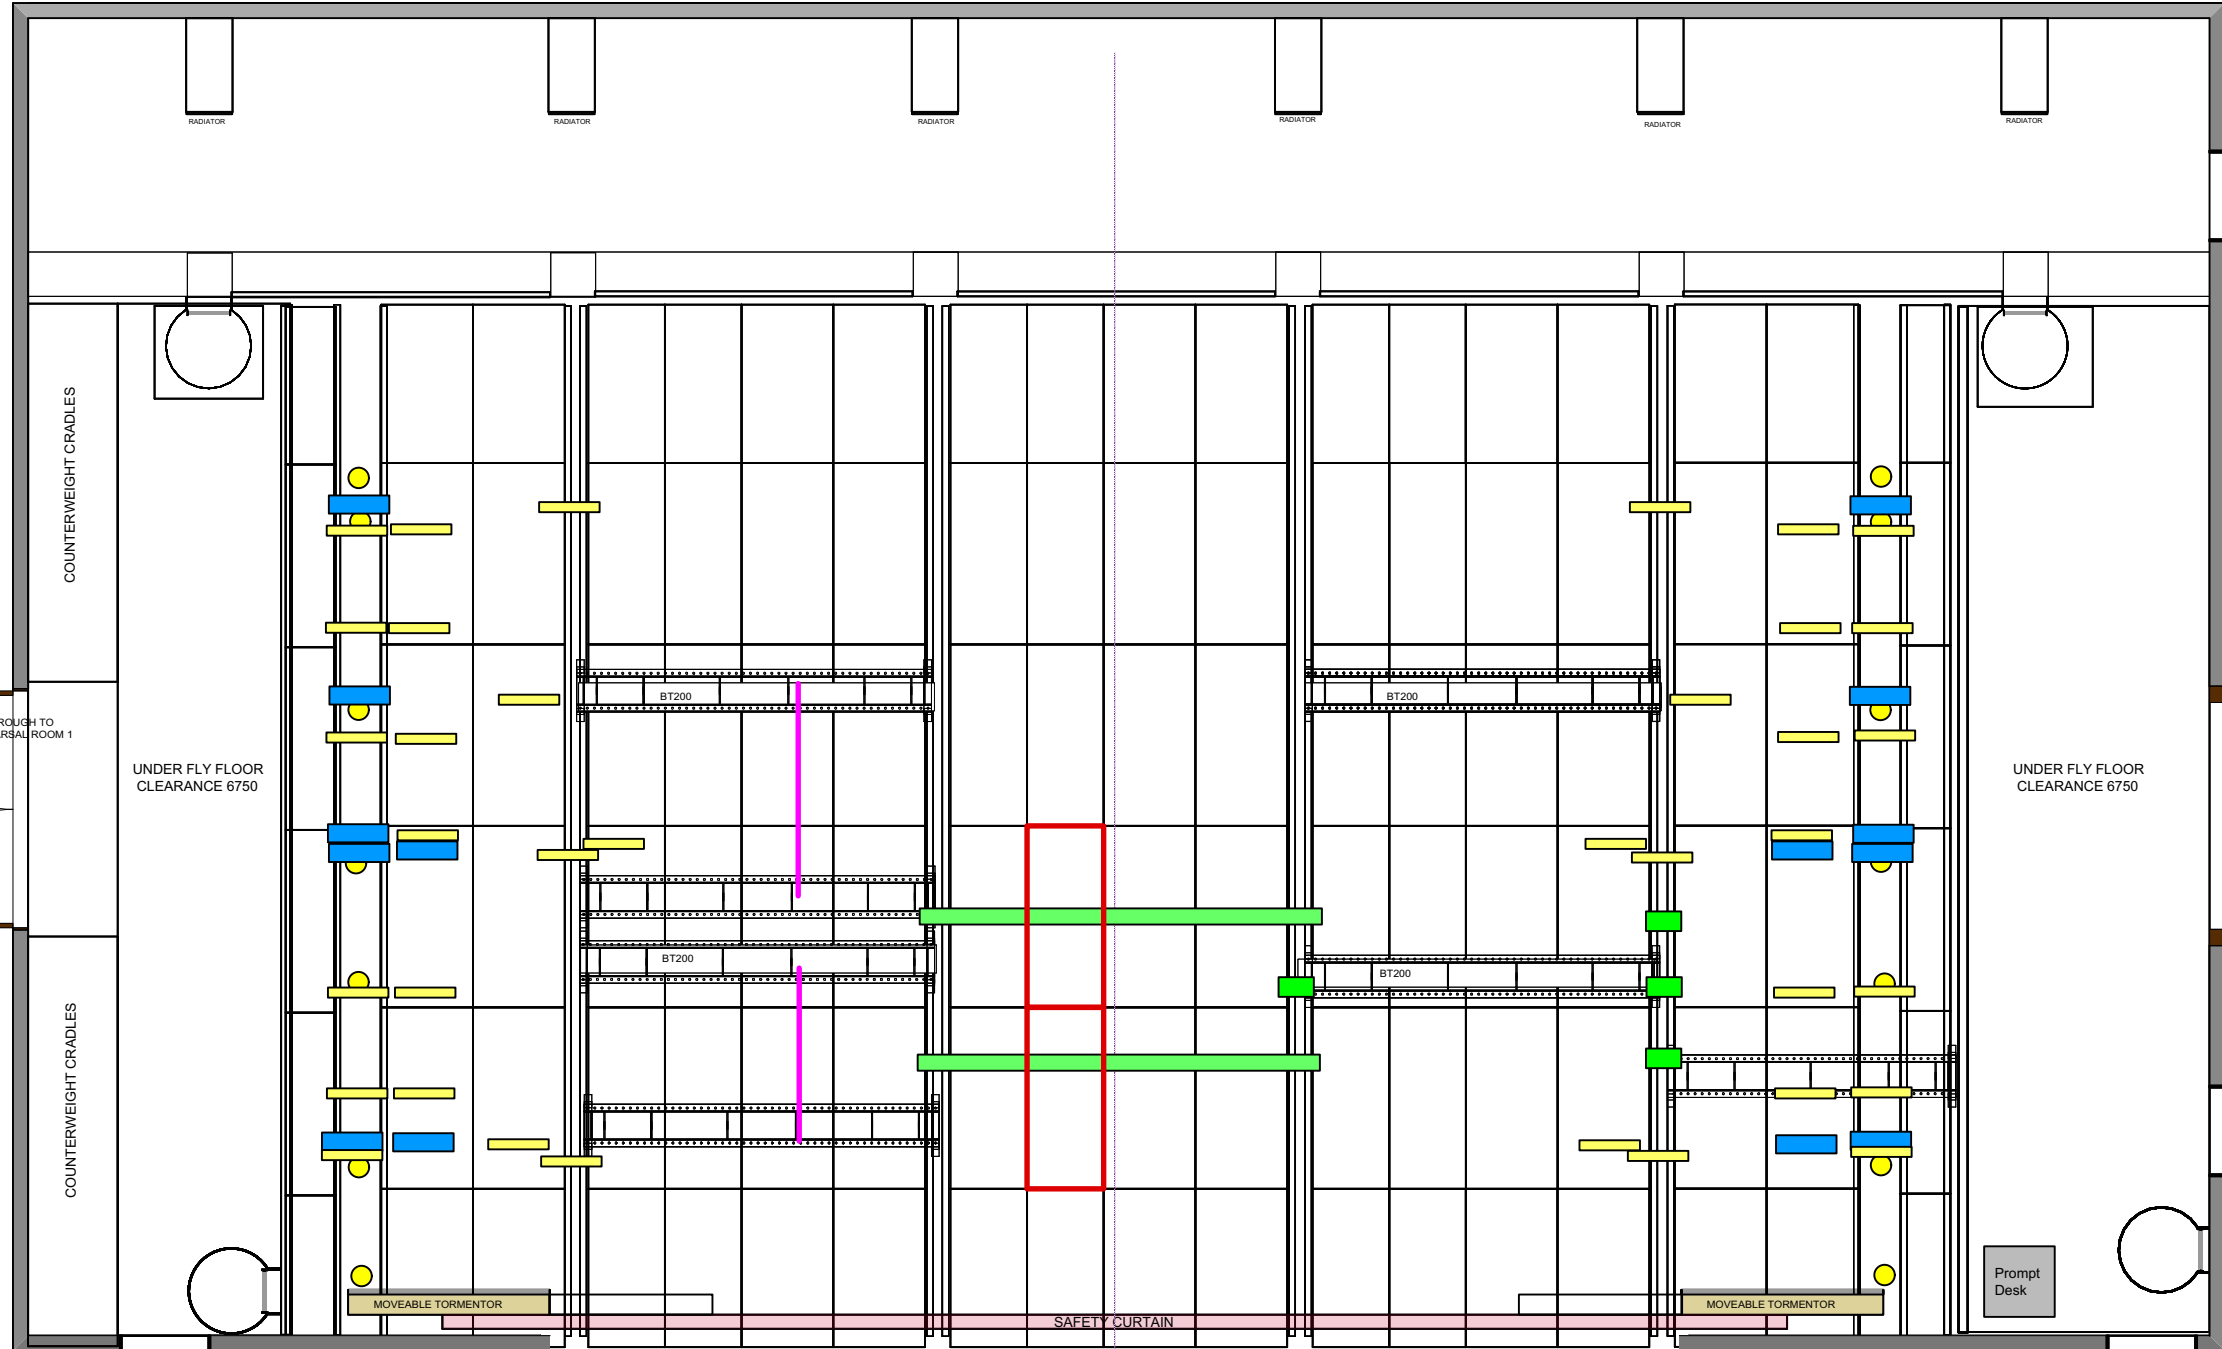 RADIATOR
RADIATOR
RADIATOR
RADIATOR
RADIATOR
RADIATOR
COUNTERWEIGHT CRADLES
BT200
BT200
ROUGH TO
ARSAL ROOM 1
UNDER FLY FLOOR
CLEARANCE 6750
UNDER FLY FLOOR
CLEARANCE 6750
BT200
BT200
COUNTERWEIGHT CRADLES
Prompt
Desk
MOVEABLE TORMENTOR
MOVEABLE TORMENTOR
SAFETY CURTAIN